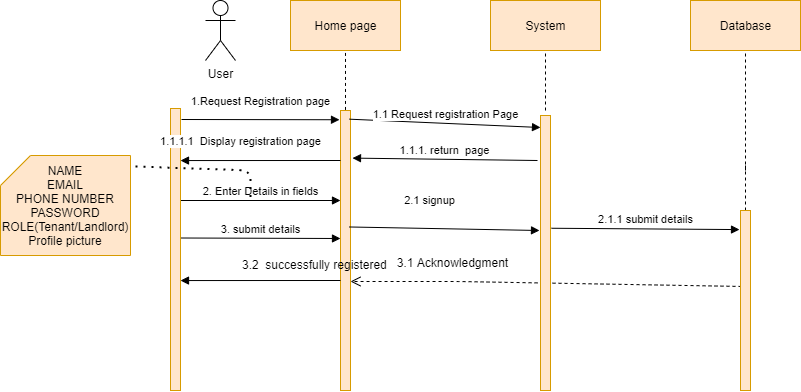 User
Home page
System
Database
1.Request Registration page
1.1 Request registration Page
1.1.1.1 Display registration page
1.1.1. return page
NAME
EMAIL
PHONE NUMBER
PASSWORD
ROLE(Tenant/Landlord)
Profile picture
2. Enter Details in fields
2.1 signup
2.1.1 submit details
3. submit details
3.2 successfully registered
3.1 Acknowledgment